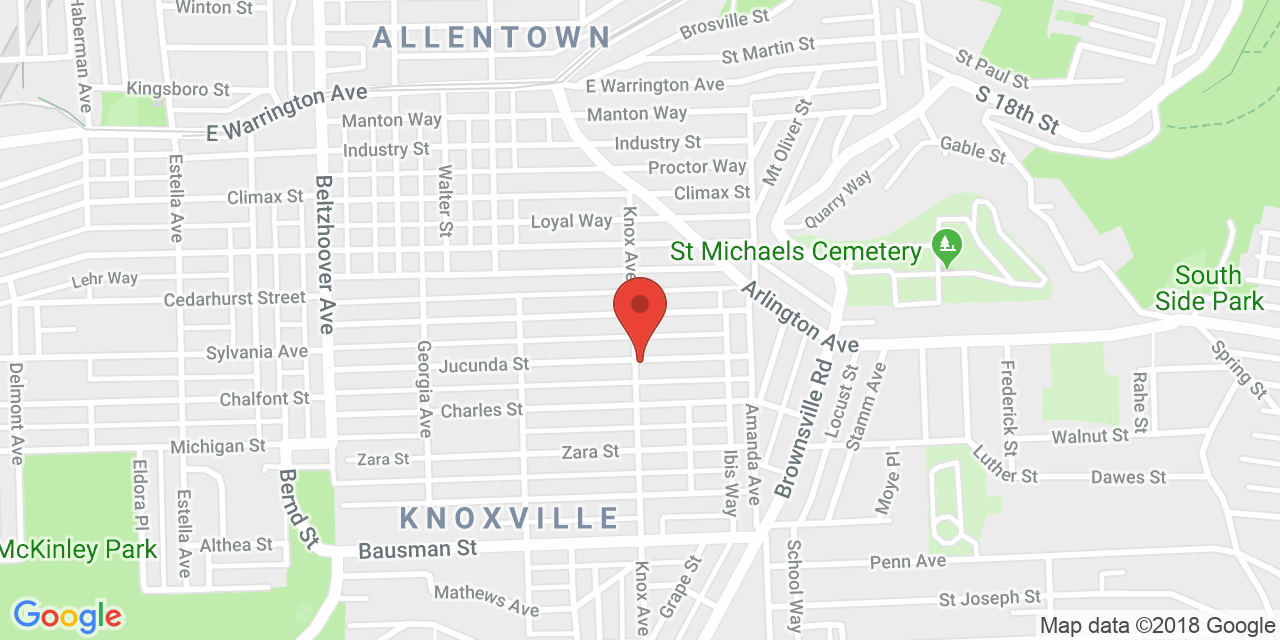 Winton St
Haberman Ave
ALLENTOWN
Brosville St
St Martin St
St Paul St
Kingsboro St
E Warrington Ave
E Warrington Ave
S 18th St
Manton Way
Manton Way
Industry St
Industry St
Proctor Way
Mt Oliver St
Gable St
Estella Ave
Climax St
Walter St
Climax St
Quarry Way
Beltzhoover Ave
Loyal Way
Knox Ave
St Michaels Cemetery
Lehr Way
Cedarhurst Street
Arlington Ave
South
Side Park
Sylvania Ave
Georgia Ave
Jucunda St
Spring St
Delmont Ave
Chalfont St
Charles St
Brownsville Rd
Locust St
Stamm Ave
Frederick St
Rahe St
Michigan St
Zara St
Zara St
Ibis Way
Amanda Ave
Walnut St
Luther St
Dawes St
Eldora Pl
Estella Ave
Bernd St
Moye Pl
KNOXVILLE
McKinley Park
Althea St
Bausman St
School Way
Penn Ave
Mathews Ave
Knox Ave
Grape St
St Joseph St
Google
Map data ©2018 Google